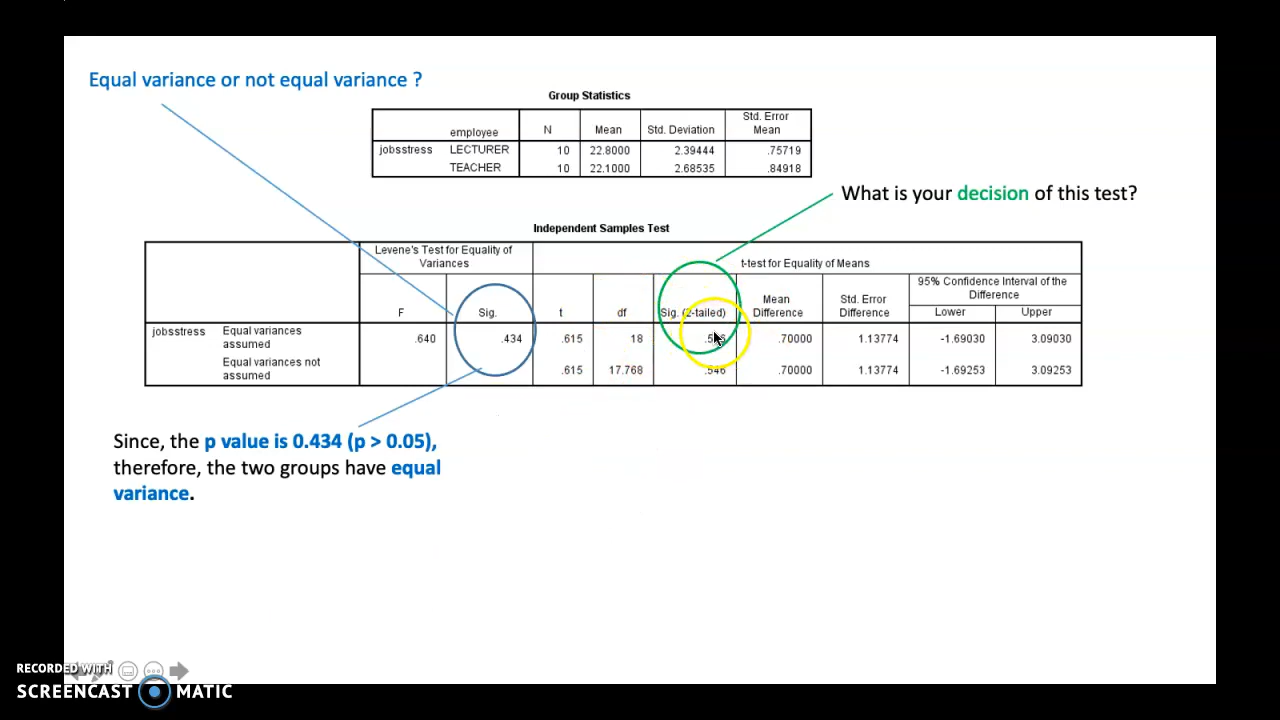 Equal variance or not equal variance ?
Group Statistics
employee N Mean Std. Deviation Std. Error Mean
jobsstress LECTURER 10 22.8000 2.39444 .75719
TEACHER 10 22.1000 2.68535 .84918
What is your decision of this test?
Independent Samples Test
Levene's Test for Equality of Variances t-test for Equality of Means
F Sig. t df Sig. (2-tailed) Mean Difference Std. Error Difference 95% Confidence Interval of the Difference
Lower Upper
jobsstress Equal variances assumed .640 .434 .615 18 .70000 1.13774 -1.69030 3.09030
Equal variances not assumed .615 17.768 .546 .70000 1.13774 -1.69253 3.09253
Since, the p value is 0.434 (p > 0.05),
therefore, the two groups have equal
variance.
RECORDED WITH
SCREENCAST MATIC